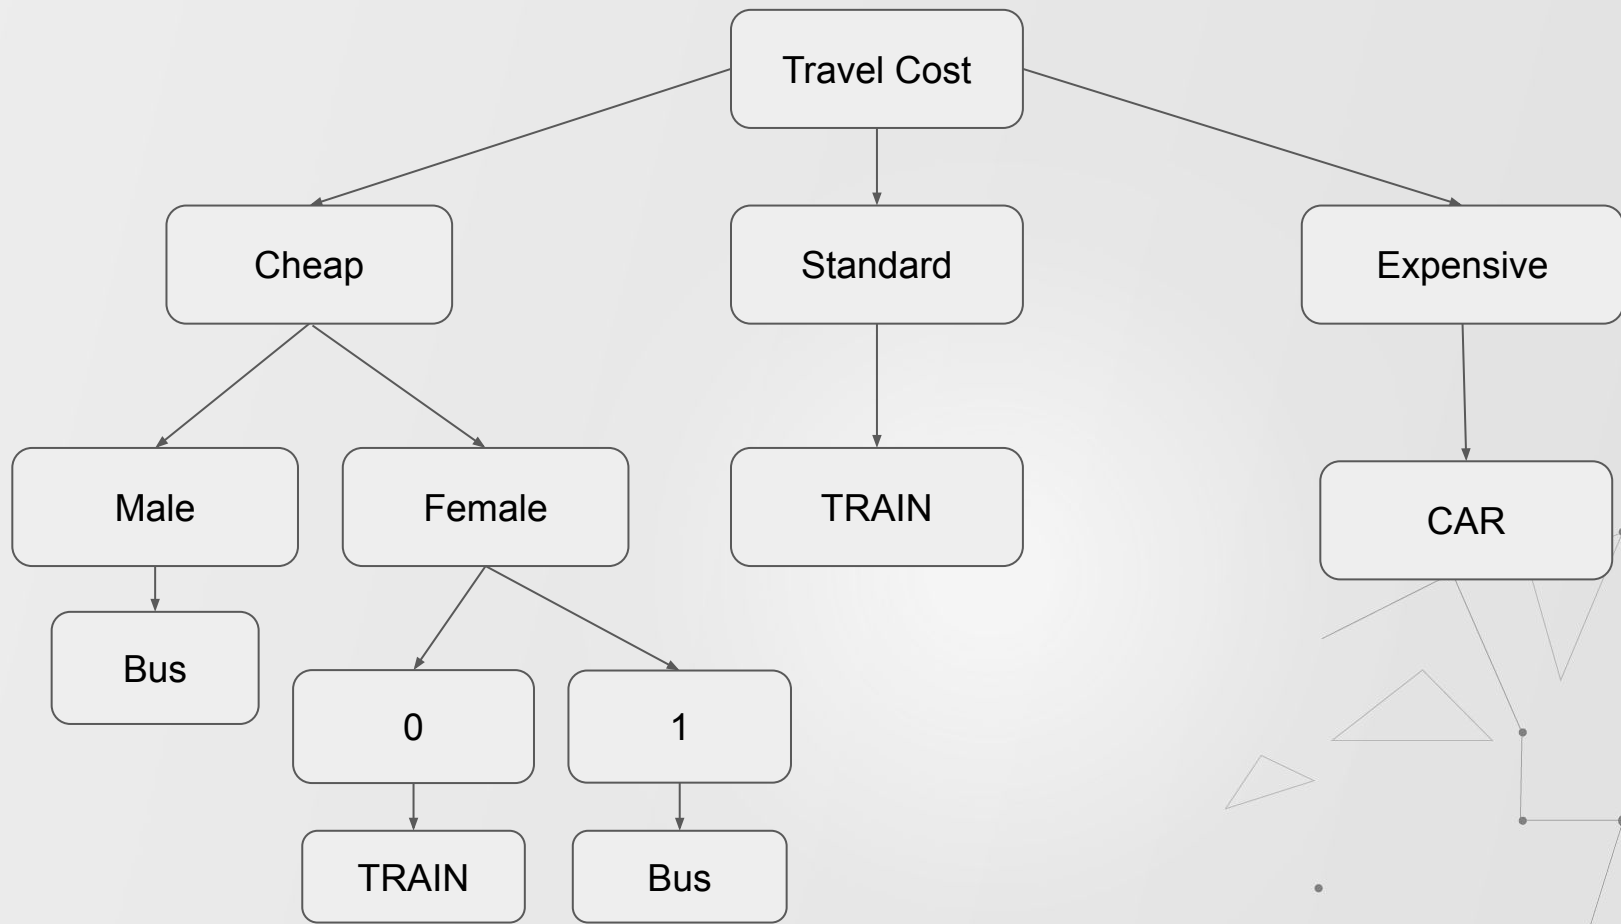 Travel Cost
Cheap
Standard
Expensive
Male
Female
TRAIN
CAR
Bus
0
1
TRAIN
Bus